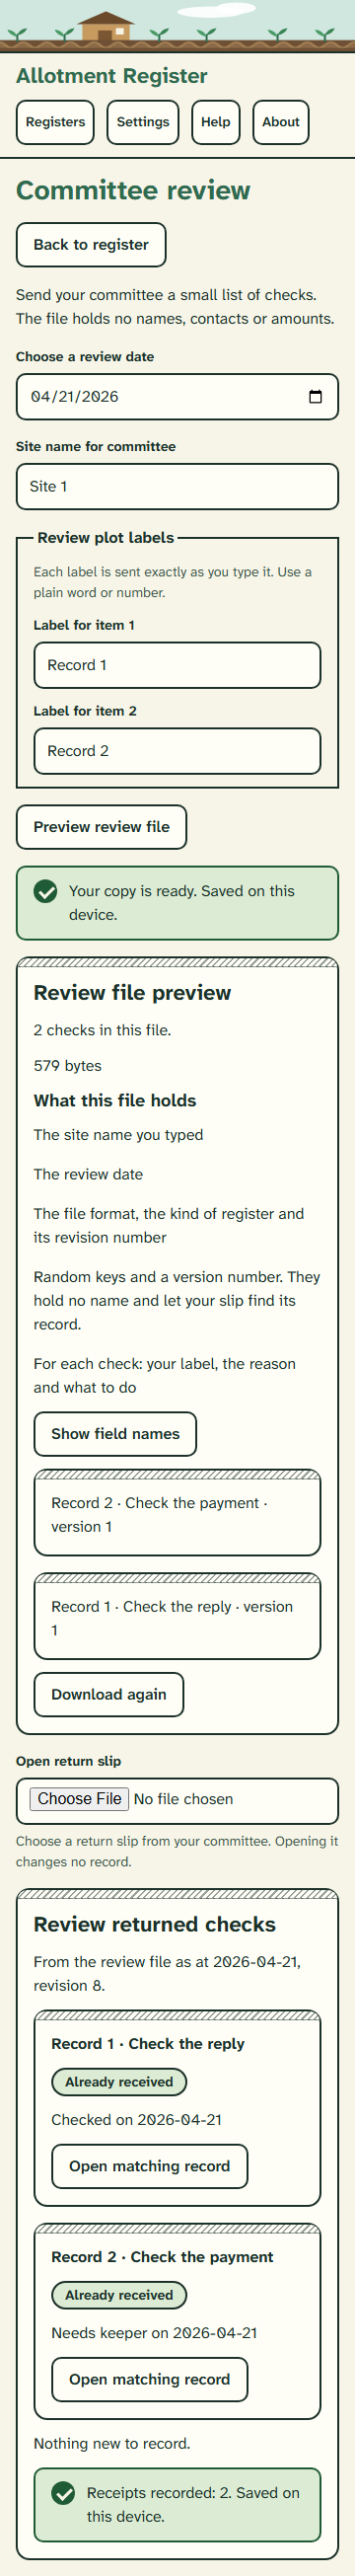 Allotment Register
Registers
Settings
Help
About
Committee review
Back to register
Send your committee a small list of checks.
The file holds no names, contacts or amounts.
Choose a review date
04/21/2026
Site name for committee
Site 1
Review plot labels
Each label is sent exactly as you type it. Use a
plain word or number.
Label for item 1
Record 1
Label for item 2
Record 2
Preview review file
Your copy is ready. Saved on this
device.
Review file preview
2 checks in this file.
579 bytes
What this file holds
The site name you typed
The review date
The file format, the kind of register and
its revision number
Random keys and a version number. They
hold no name and let your slip find its
record.
For each check: your label, the reason
and what to do
Show field names
Record 2 · Check the payment ·
version 1
Record 1 · Check the reply · version
1
Download again
Open return slip
Choose File No file chosen
Choose a return slip from your committee. Opening it
changes no record.
Review returned checks
From the review file as at 2026-04-21,
revision 8.
Record 1 · Check the reply
Already received
Checked on 2026-04-21
Open matching record
Record 2 · Check the payment
Already received
Needs keeper on 2026-04-21
Open matching record
Nothing new to record.
Receipts recorded: 2. Saved on
this device.